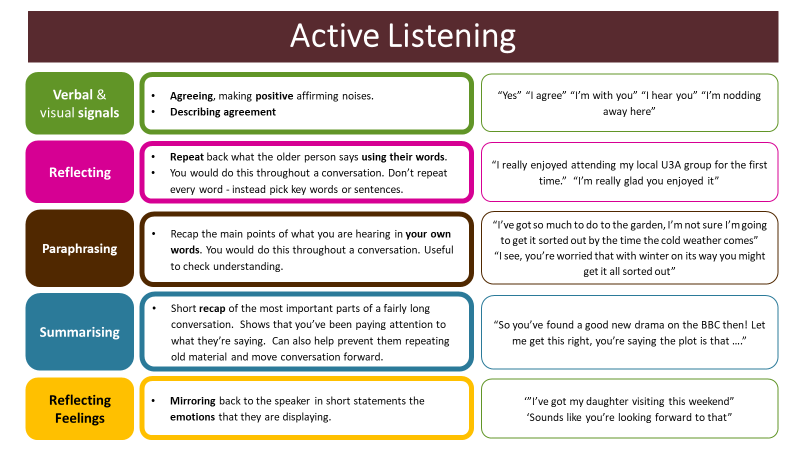 Active Listening
Verbal &
visual signals
• Agreeing, making positive affirming noises.
• Describing agreement
“Yes” “I agree” “I’m with you” “I hear you” “I’m nodding
away here”
Reflecting
• Repeat back what the older person says using their words.
• You would do this throughout a conversation. Don’t repeat
every word - instead pick key words or sentences.
“I really enjoyed attending my local U3A group for the first
time.” “I’m really glad you enjoyed it”
Paraphrasing
• Recap the main points of what you are hearing in your own
words. You would do this throughout a conversation. Useful
to check understanding.
“I’ve got so much to do to the garden, I’m not sure I’m going
to get it sorted out by the time the cold weather comes”
“I see, you’re worried that with winter on its way you might
get it all sorted out”
Summarising
• Short recap of the most important parts of a fairly long
conversation. Shows that you’ve been paying attention to
what they’re saying. Can also help prevent them repeating
old material and move conversation forward.
“So you’ve found a good new drama on the BBC then! Let
me get this right, you’re saying the plot is that ….”
Reflecting
Feelings
• Mirroring back to the speaker in short statements the
emotions that they are displaying.
‘”I’ve got my daughter visiting this weekend”
‘Sounds like you’re looking forward to that”